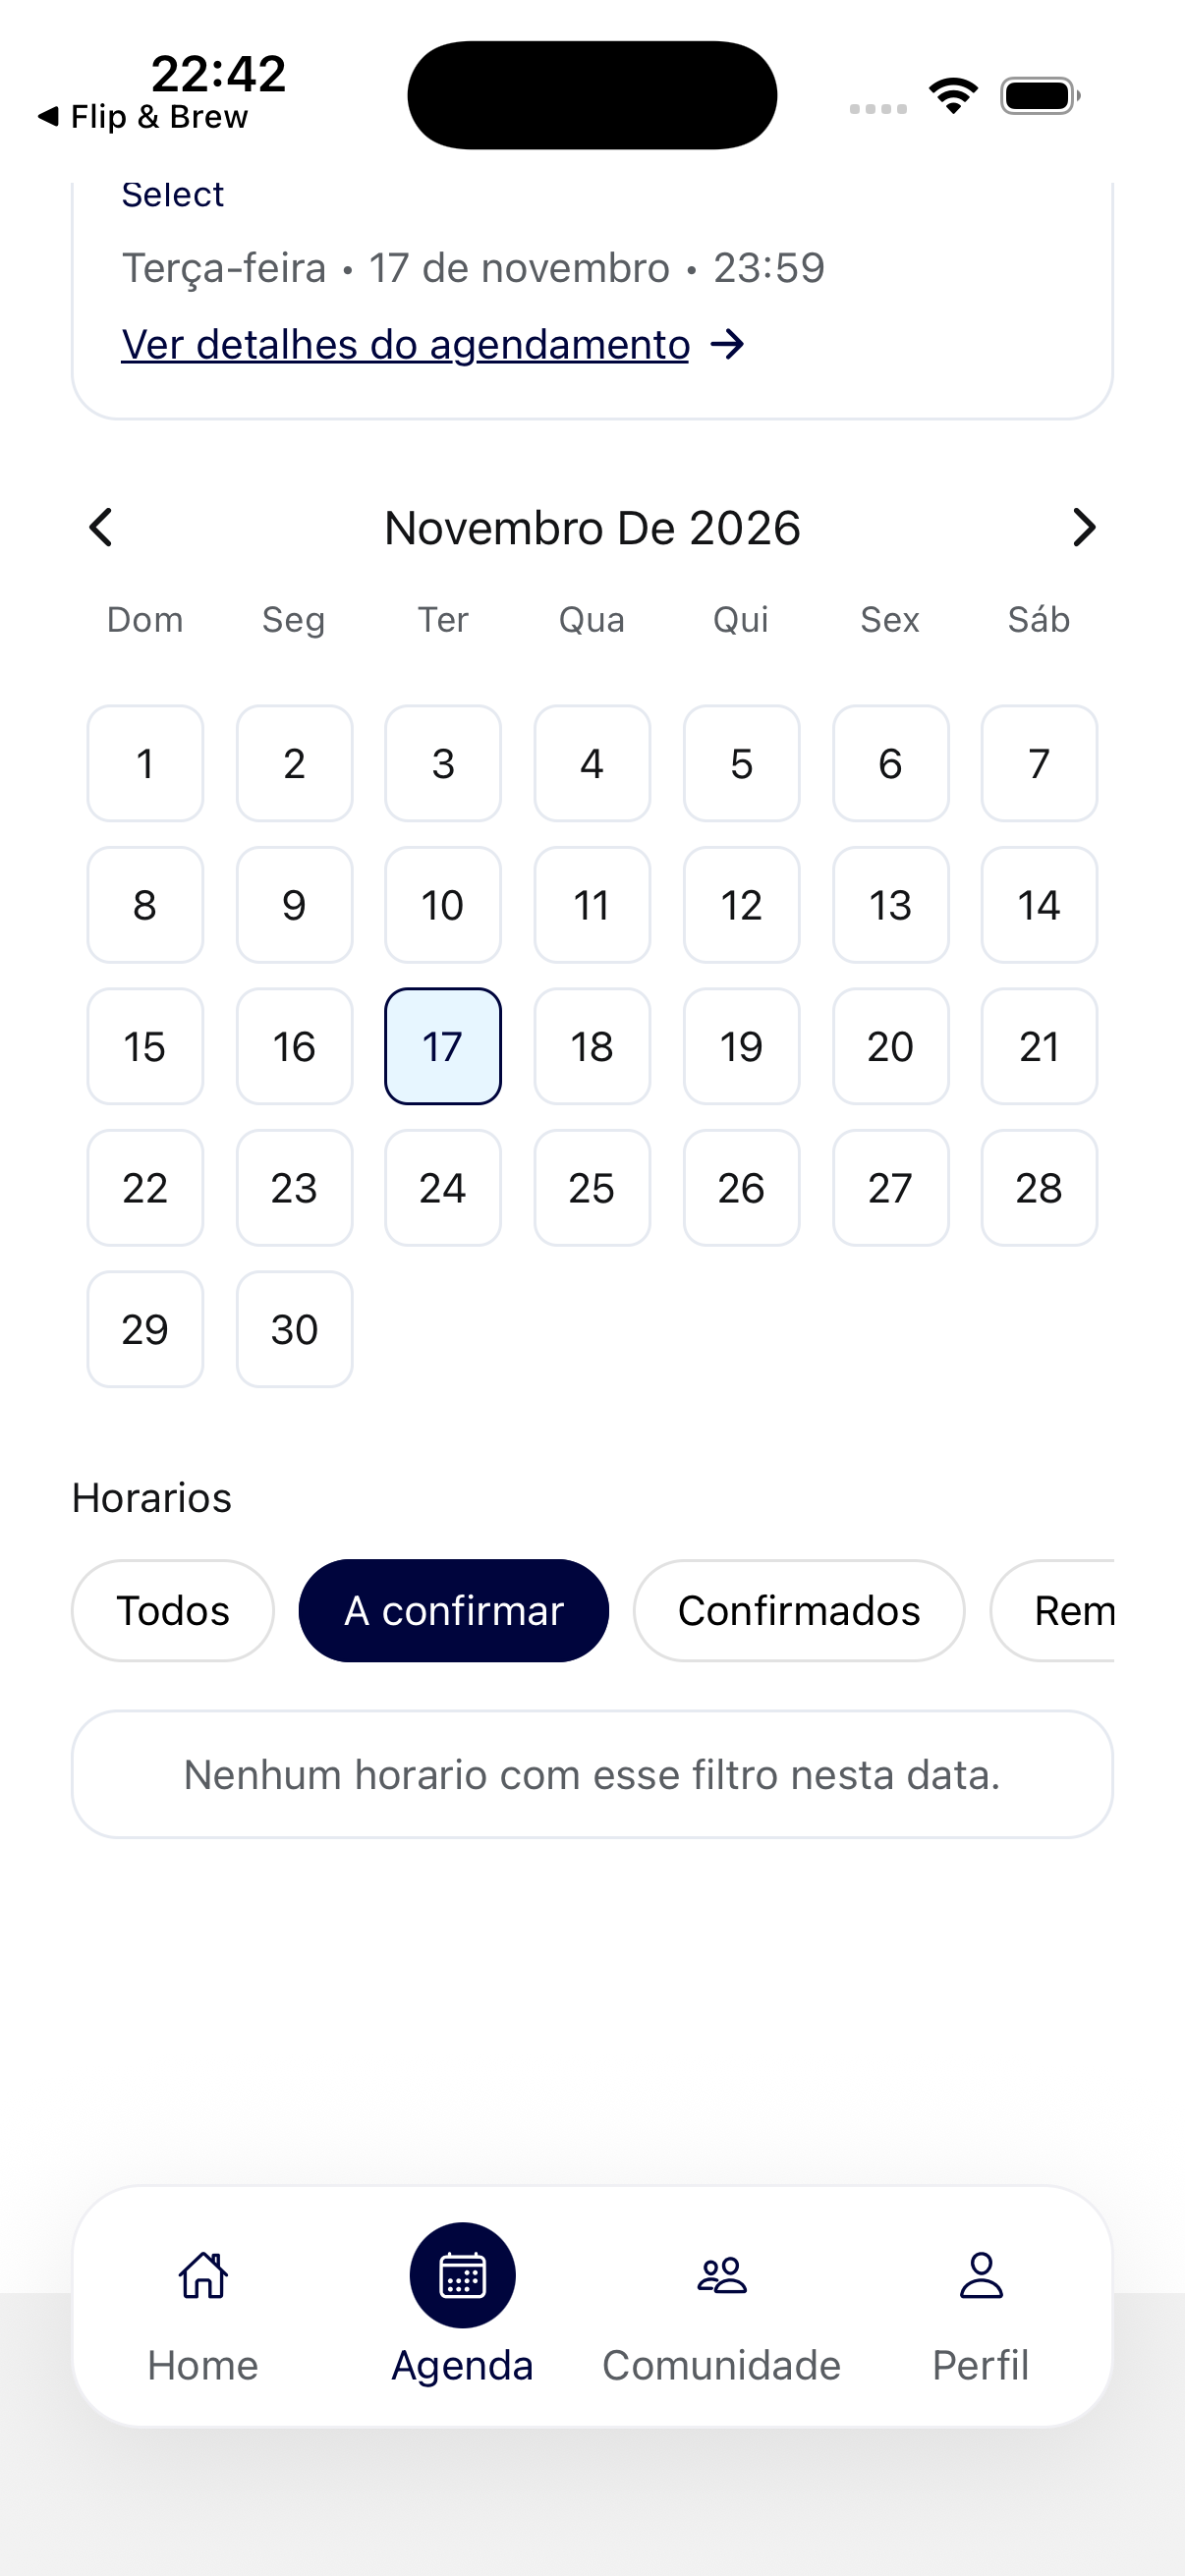 22:42
◀ Flip & Brew
Select
Terça-feira • 17 de novembro • 23:59
Ver detalhes do agendamento →
Novembro De 2026
Dom Seg Ter Qua Qui Sex Sáb
1 2 3 4 5 6 7
8 9 10 11 12 13 14
15 16 17 18 19 20 21
22 23 24 25 26 27 28
29 30
Horarios
Todos A confirmar Confirmados Rem
Nenhum horario com esse filtro nesta data.
Home Agenda Comunidade Perfil